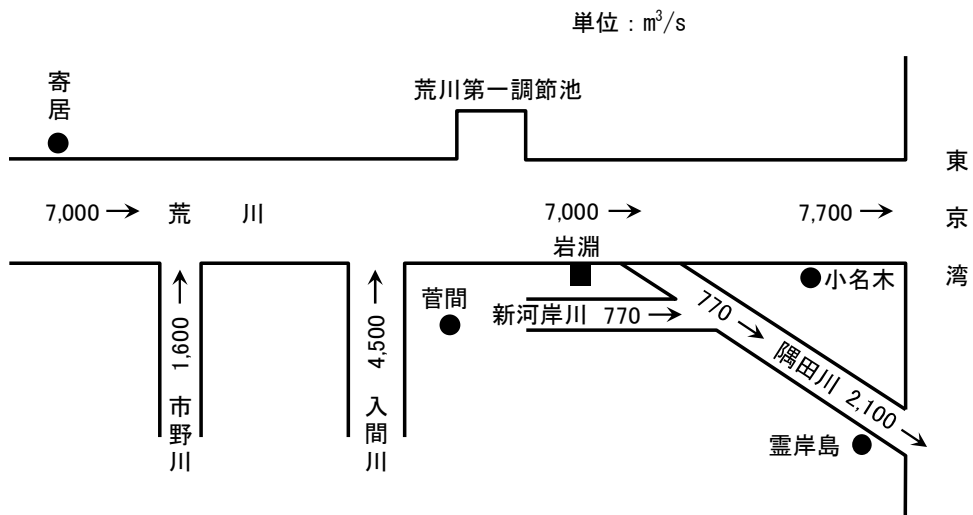 単位：m³/s
寄居
荒川第一調節池
東京湾
7,000 → 荒川
7,000 →
7,700 →
岩淵
小名木
菅間
新河岸川 770 →
770 →
隅田川 2,100 →
霊岸島
市野川 1,600 →
入間川 4,500 →